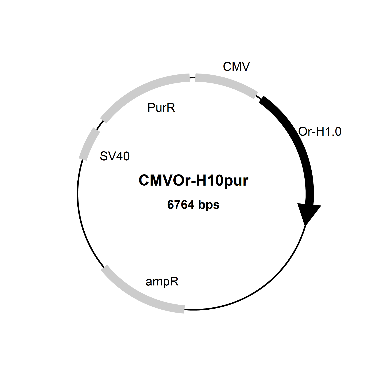 CMV
PurR
Or-H1.0
SV40
CMVOr-H10pur
6764 bps
ampR